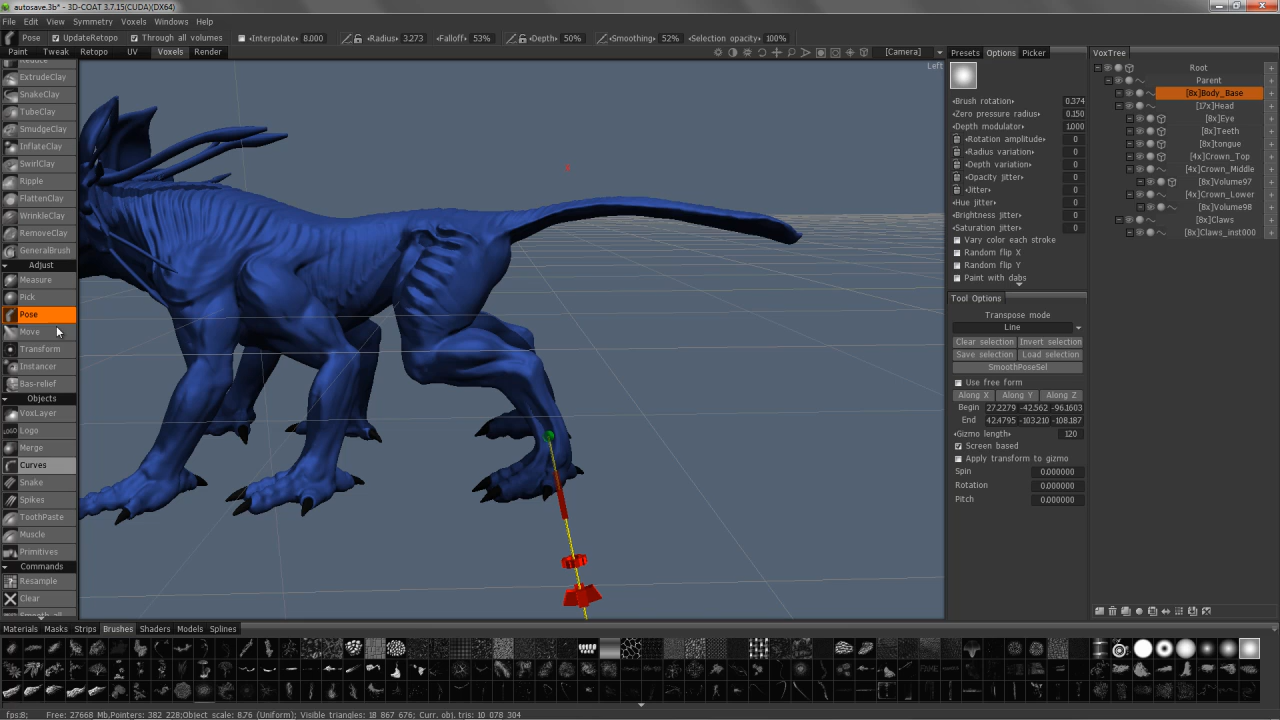 autosave.3b* - 3D-COAT 3.7.15(CUDA)(DX64)
File Edit View Symmetry Voxels Windows Help
Pose UpdateRetopo Through all volumes Interpolate 8.000 Radius 3.273 Falloff 53% Depth 50% Smoothing 52% Selection opacity 100%
Paint Tweak Retopo UV Voxels Render [Camera]
Left
Reduce
ExtrudeClay
SnakeClay
TubeClay
SmudgeClay
InflateClay
SwirlClay
Ripple
FlattenClay
WrinkleClay
RemoveClay
GeneralBrush
Adjust
Measure
Pick
Pose
Move
Transform
Instancer
Bas-relief
Objects
VoxLayer
LOGO Logo
Merge
Curves
Snake
Spikes
ToothPaste
Muscle
Primitives
Commands
Resample
Clear
Smooth all
Presets Options Picker
Brush rotation 0.374
Zero pressure radius 0.150
Depth modulator 1.000
Rotation amplitude 0
Radius variation 0
Depth variation 0
Opacity jitter 0
Jitter 0
Hue jitter 0
Brightness jitter 0
Saturation jitter 0
Vary color each stroke
Random flip X
Random flip Y
Paint with dabs
Tool Options
Transpose mode
Line
Clear selection Invert selection
Save selection Load selection
SmoothPoseSel
Use free form
Along X Along Y Along Z
Begin 27.2279 -42.562 -96.1603
End 42.4795 -103.210 -108.187
Gizmo length 120
Screen based
Apply transform to gizmo
Spin 0.000000
Rotation 0.000000
Pitch 0.000000
VoxTree
Root +
Parent +
[8x]Body_Base +
[17x]Head +
[8x]Eye +
[8x]Teeth +
[8x]tongue +
[4x]Crown_Top +
[4x]Crown_Middle +
[8x]Volume97 +
[4x]Crown_Lower +
[8x]Volume98 +
[8x]Claws +
[8x]Claws_inst000 +
Materials Masks Strips Brushes Shaders Models Splines
fps:8; Free: 27668_Mb,Pointers: 382_228;Object scale: 8.76 (Uniform); Visible triangles: 18_867_676; Curr. obj. tris: 10_078_304